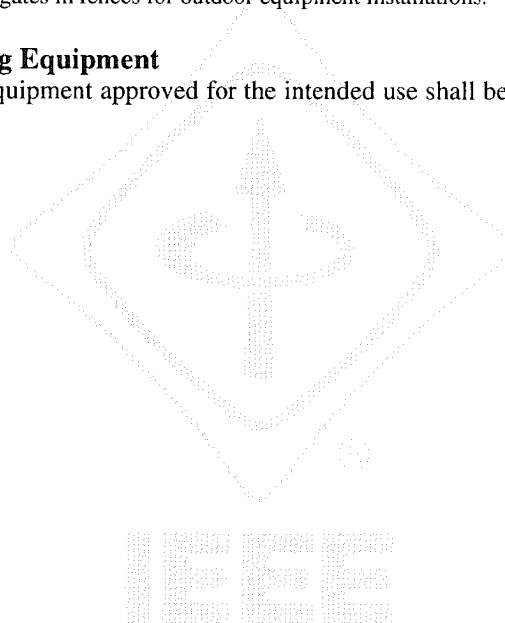 gates in fences for outdoor equipment installations.
g Equipment
quipment approved for the intended use shall be
IEEE